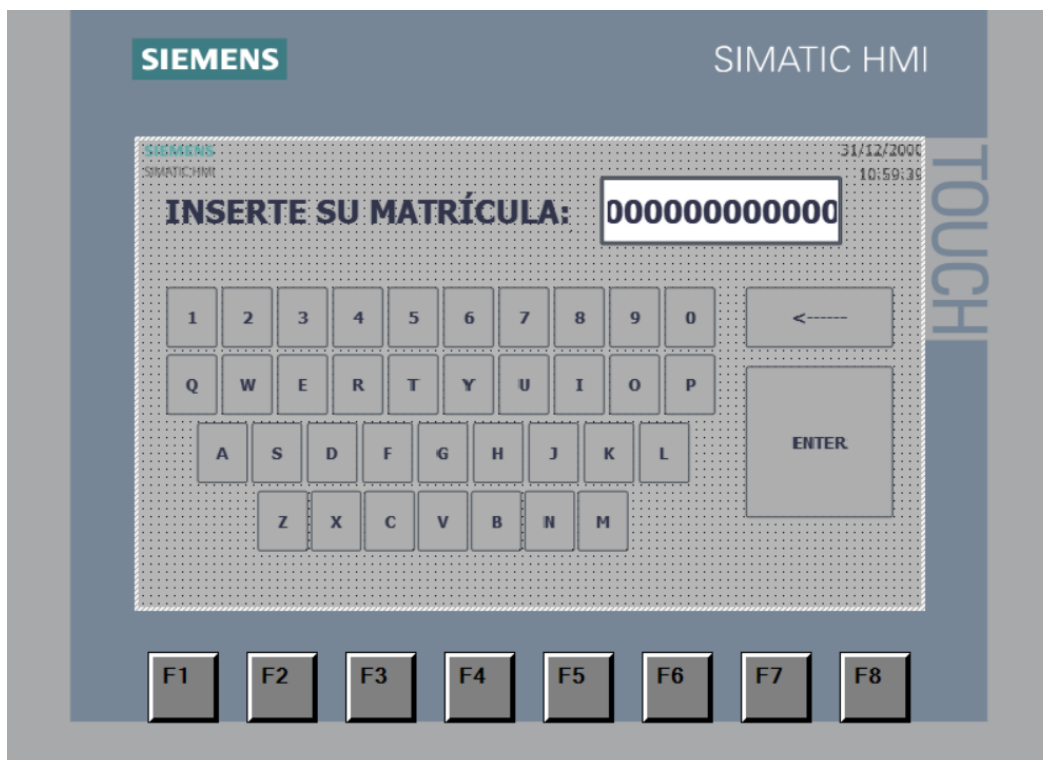 SIEMENS
SIMATIC HMI
SIEMENS
SIMATIC HMI
31/12/2000
10:59:39
TOUCH
INSERTE SU MATRÍCULA: 000000000000
1 2 3 4 5 6 7 8 9 0 <------
Q W E R T Y U I O P
A S D F G H J K L ENTER
Z X C V B N M
F1 F2 F3 F4 F5 F6 F7 F8